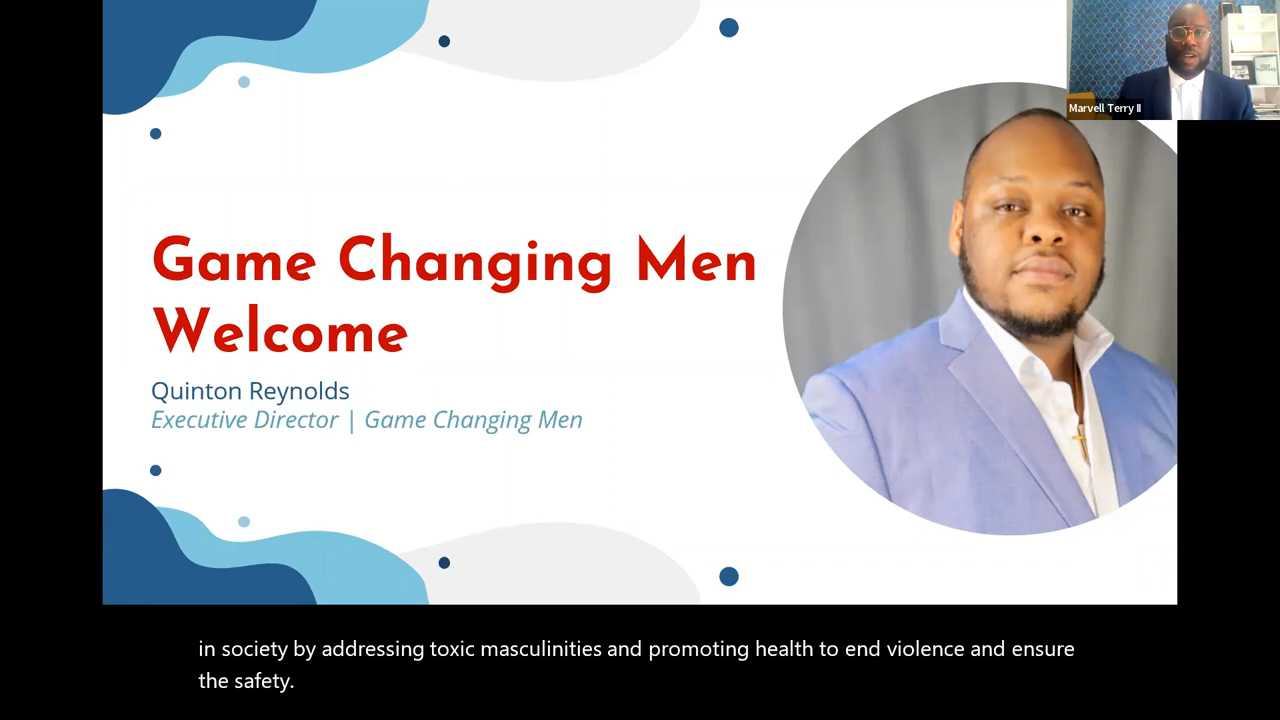 Marvell Terry II
Game Changing Men
Welcome
Quinton Reynolds
Executive Director | Game Changing Men
in society by addressing toxic masculinities and promoting health to end violence and ensure
the safety.